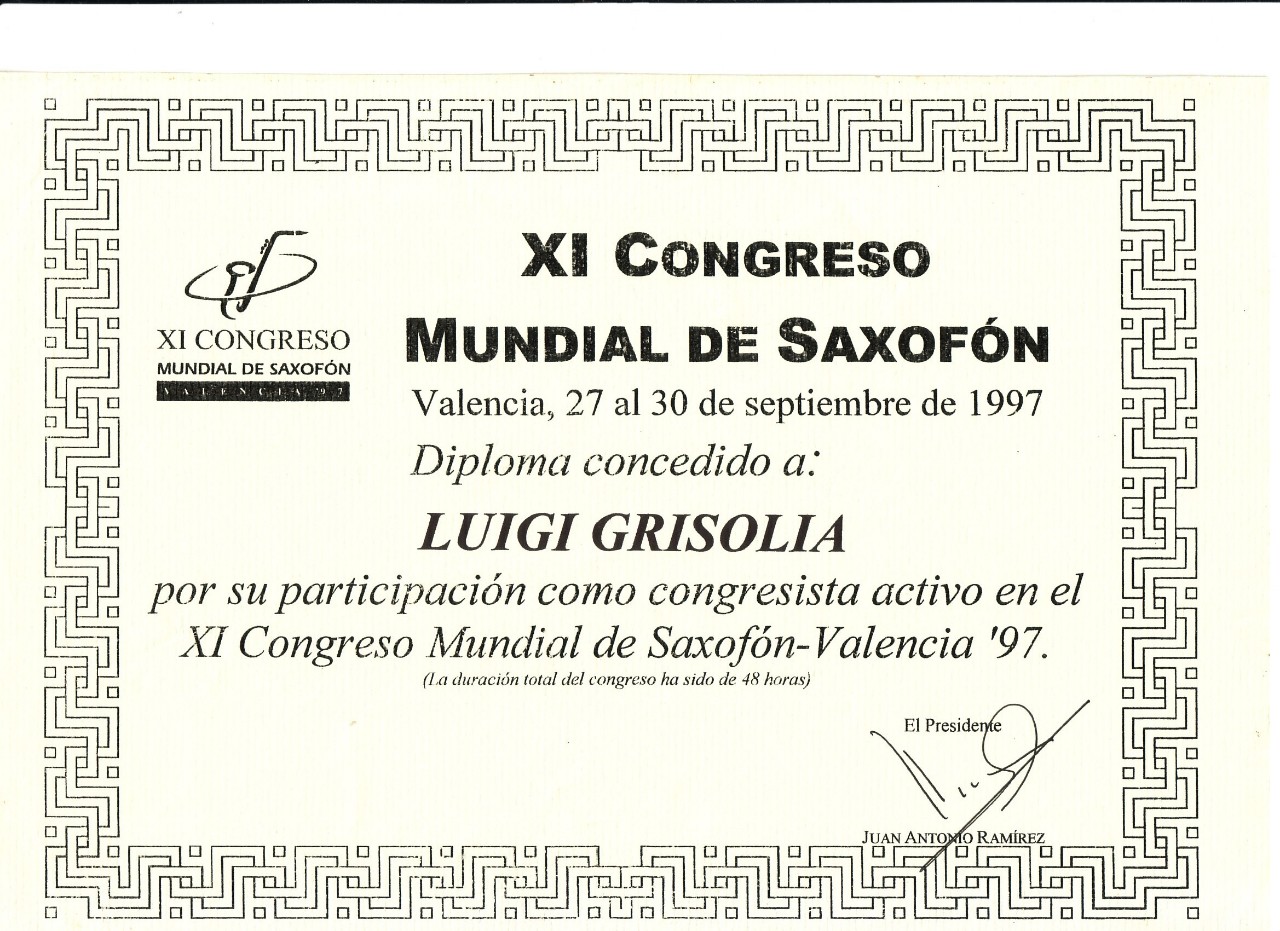 XI CONGRESO
MUNDIAL DE SAXOFÓN
VALENCIA 97
XI CONGRESO
MUNDIAL DE SAXOFÓN
Valencia, 27 al 30 de septiembre de 1997
Diploma concedido a:
LUIGI GRISOLIA
por su participación como congresista activo en el
XI Congreso Mundial de Saxofón-Valencia '97.
(La duración total del congreso ha sido de 48 horas)
El Presidente
JUAN ANTONIO RAMÍREZ